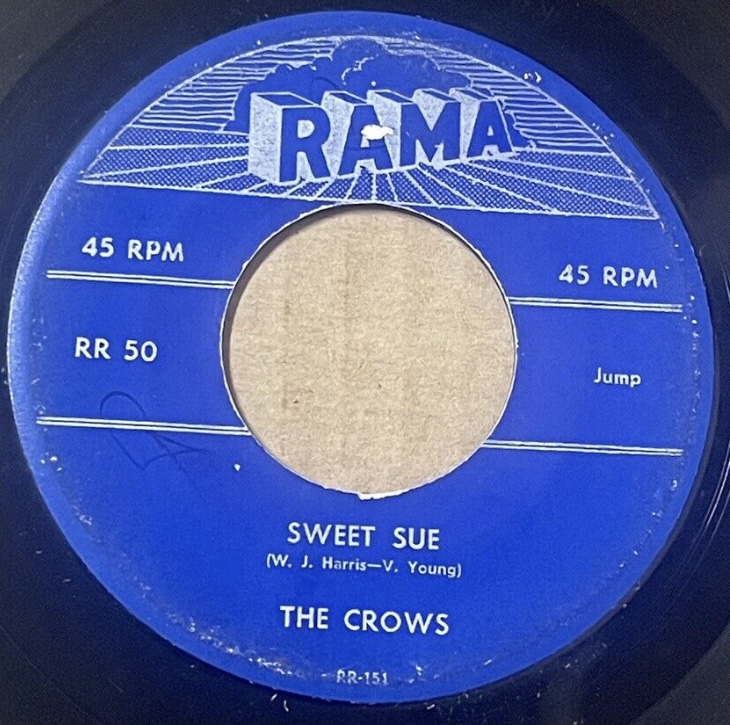 RAMA
45 RPM
45 RPM
RR 50
Jump
SWEET SUE
(W. J. Harris—V. Young)
THE CROWS
RR-151